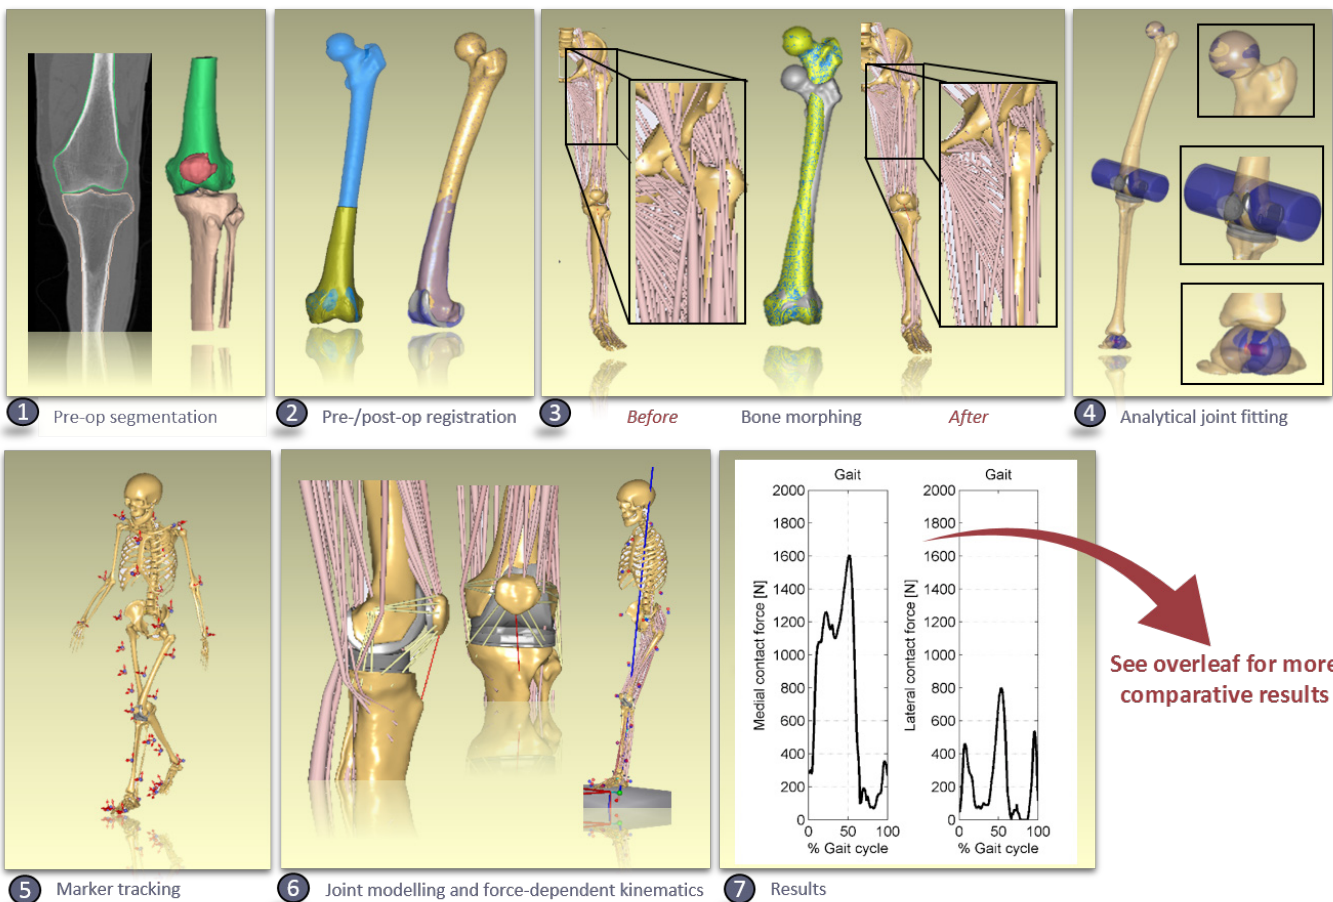 1 Pre-op segmentation
2 Pre-/post-op registration
3 Before Bone morphing After
4 Analytical joint fitting
Gait
2000
1800
1600
1400
1200
1000
800
600
400
200
0
Medial contact force [N]
0 50 100
% Gait cycle
Gait
2000
1800
1600
1400
1200
1000
800
600
400
200
0
Lateral contact force [N]
0 50 100
% Gait cycle
See overleaf for more
comparative results
5 Marker tracking
6 Joint modelling and force-dependent kinematics
7 Results